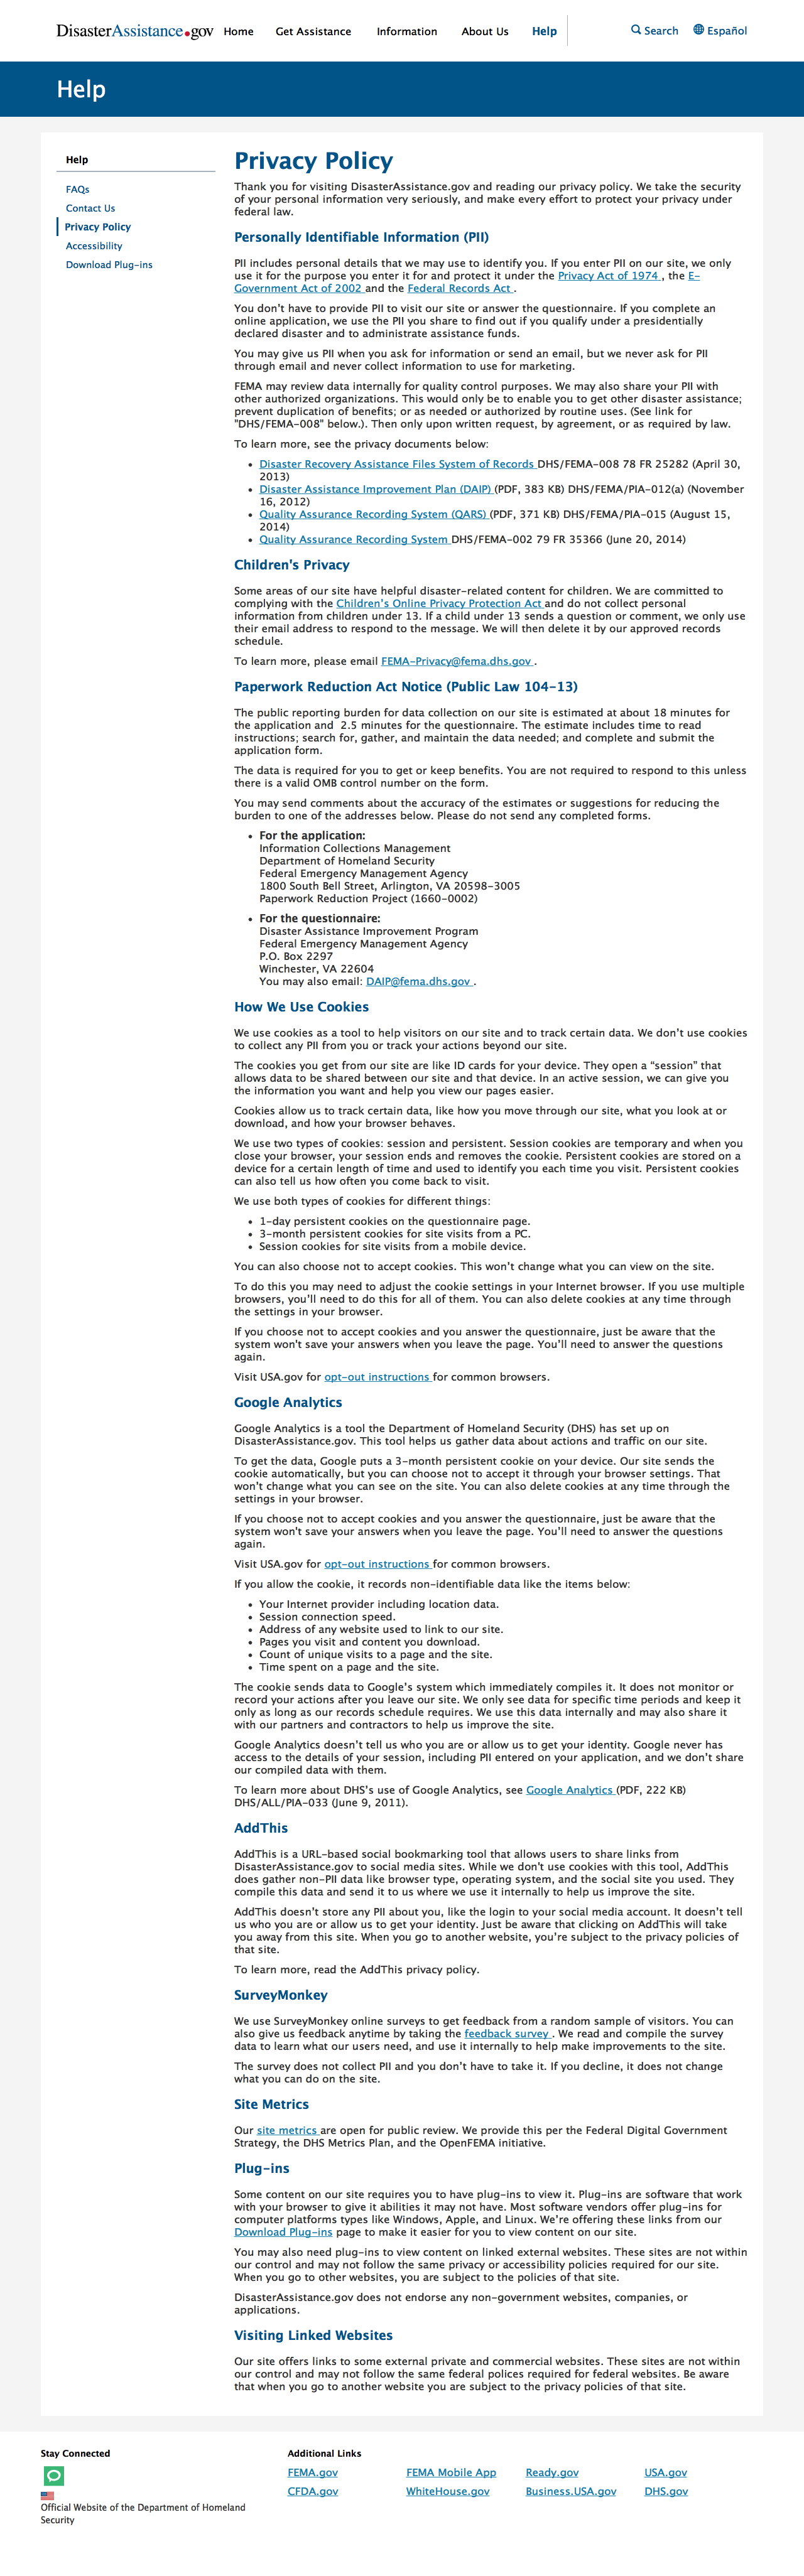 DisasterAssistance.gov Home Get Assistance Information About Us Help Search Español
Help
Help
FAQs
Contact Us
Privacy Policy
Accessibility
Download Plug-ins
Privacy Policy
Thank you for visiting DisasterAssistance.gov and reading our privacy policy. We take the security
of your personal information very seriously, and make every effort to protect your privacy under
federal law.
Personally Identifiable Information (PII)
PII includes personal details that we may use to identify you. If you enter PII on our site, we only
use it for the purpose you enter it for and protect it under the Privacy Act of 1974 , the E-
Government Act of 2002 and the Federal Records Act .
You don't have to provide PII to visit our site or answer the questionnaire. If you complete an
online application, we use the PII you share to find out if you qualify under a presidentially
declared disaster and to administrate assistance funds.
You may give us PII when you ask for information or send an email, but we never ask for PII
through email and never collect information to use for marketing.
FEMA may review data internally for quality control purposes. We may also share your PII with
other authorized organizations. This would only be to enable you to get other disaster assistance;
prevent duplication of benefits; or as needed or authorized by routine uses. (See link for
"DHS/FEMA-008" below.). Then only upon written request, by agreement, or as required by law.
To learn more, see the privacy documents below:
• Disaster Recovery Assistance Files System of Records DHS/FEMA-008 78 FR 25282 (April 30,
2013)
• Disaster Assistance Improvement Plan (DAIP) (PDF, 383 KB) DHS/FEMA/PIA-012(a) (November
16, 2012)
• Quality Assurance Recording System (QARS) (PDF, 371 KB) DHS/FEMA/PIA-015 (August 15,
2014)
• Quality Assurance Recording System DHS/FEMA-002 79 FR 35366 (June 20, 2014)
Children's Privacy
Some areas of our site have helpful disaster-related content for children. We are committed to
complying with the Children's Online Privacy Protection Act and do not collect personal
information from children under 13. If a child under 13 sends a question or comment, we only use
their email address to respond to the message. We will then delete it by our approved records
schedule.
To learn more, please email FEMA-Privacy@fema.dhs.gov .
Paperwork Reduction Act Notice (Public Law 104-13)
The public reporting burden for data collection on our site is estimated at about 18 minutes for
the application and 2.5 minutes for the questionnaire. The estimate includes time to read
instructions; search for, gather, and maintain the data needed; and complete and submit the
application form.
The data is required for you to get or keep benefits. You are not required to respond to this unless
there is a valid OMB control number on the form.
You may send comments about the accuracy of the estimates or suggestions for reducing the
burden to one of the addresses below. Please do not send any completed forms.
• For the application:
Information Collections Management
Department of Homeland Security
Federal Emergency Management Agency
1800 South Bell Street, Arlington, VA 20598-3005
Paperwork Reduction Project (1660-0002)
• For the questionnaire:
Disaster Assistance Improvement Program
Federal Emergency Management Agency
P.O. Box 2297
Winchester, VA 22604
You may also email: DAIP@fema.dhs.gov .
How We Use Cookies
We use cookies as a tool to help visitors on our site and to track certain data. We don't use cookies
to collect any PII from you or track your actions beyond our site.
The cookies you get from our site are like ID cards for your device. They open a “session” that
allows data to be shared between our site and that device. In an active session, we can give you
the information you want and help you view our pages easier.
Cookies allow us to track certain data, like how you move through our site, what you look at or
download, and how your browser behaves.
We use two types of cookies: session and persistent. Session cookies are temporary and when you
close your browser, your session ends and removes the cookie. Persistent cookies are stored on a
device for a certain length of time and used to identify you each time you visit. Persistent cookies
can also tell us how often you come back to visit.
We use both types of cookies for different things:
• 1-day persistent cookies on the questionnaire page.
• 3-month persistent cookies for site visits from a PC.
• Session cookies for site visits from a mobile device.
You can also choose not to accept cookies. This won't change what you can view on the site.
To do this you may need to adjust the cookie settings in your Internet browser. If you use multiple
browsers, you'll need to do this for all of them. You can also delete cookies at any time through
the settings in your browser.
If you choose not to accept cookies and you answer the questionnaire, just be aware that the
system won't save your answers when you leave the page. You'll need to answer the questions
again.
Visit USA.gov for opt-out instructions for common browsers.
Google Analytics
Google Analytics is a tool the Department of Homeland Security (DHS) has set up on
DisasterAssistance.gov. This tool helps us gather data about actions and traffic on our site.
To get the data, Google puts a 3-month persistent cookie on your device. Our site sends the
cookie automatically, but you can choose not to accept it through your browser settings. That
won't change what you can see on the site. You can also delete cookies at any time through the
settings in your browser.
If you choose not to accept cookies and you answer the questionnaire, just be aware that the
system won't save your answers when you leave the page. You'll need to answer the questions
again.
Visit USA.gov for opt-out instructions for common browsers.
If you allow the cookie, it records non-identifiable data like the items below:
• Your Internet provider including location data.
• Session connection speed.
• Address of any website used to link to our site.
• Pages you visit and content you download.
• Count of unique visits to a page and the site.
• Time spent on a page and the site.
The cookie sends data to Google's system which immediately compiles it. It does not monitor or
record your actions after you leave our site. We only see data for specific time periods and keep it
only as long as our records schedule requires. We use this data internally and may also share it
with our partners and contractors to help us improve the site.
Google Analytics doesn't tell us who you are or allow us to get your identity. Google never has
access to the details of your session, including PII entered on your application, and we don't share
our compiled data with them.
To learn more about DHS's use of Google Analytics, see Google Analytics (PDF, 222 KB)
DHS/ALL/PIA-033 (June 9, 2011).
AddThis
AddThis is a URL-based social bookmarking tool that allows users to share links from
DisasterAssistance.gov to social media sites. While we don't use cookies with this tool, AddThis
does gather non-PII data like browser type, operating system, and the social site you used. They
compile this data and send it to us where we use it internally to help us improve the site.
AddThis doesn't store any PII about you, like the login to your social media account. It doesn't tell
us who you are or allow us to get your identity. Just be aware that clicking on AddThis will take
you away from this site. When you go to another website, you're subject to the privacy policies of
that site.
To learn more, read the AddThis privacy policy.
SurveyMonkey
We use SurveyMonkey online surveys to get feedback from a random sample of visitors. You can
also give us feedback anytime by taking the feedback survey . We read and compile the survey
data to learn what our users need, and use it internally to help make improvements to the site.
The survey does not collect PII and you don't have to take it. If you decline, it does not change
what you can do on the site.
Site Metrics
Our site metrics are open for public review. We provide this per the Federal Digital Government
Strategy, the DHS Metrics Plan, and the OpenFEMA initiative.
Plug-ins
Some content on our site requires you to have plug-ins to view it. Plug-ins are software that work
with your browser to give it abilities it may not have. Most software vendors offer plug-ins for
computer platforms types like Windows, Apple, and Linux. We're offering these links from our
Download Plug-ins page to make it easier for you to view content on our site.
You may also need plug-ins to view content on linked external websites. These sites are not within
our control and may not follow the same privacy or accessibility policies required for our site.
When you go to other websites, you are subject to the policies of that site.
DisasterAssistance.gov does not endorse any non-government websites, companies, or
applications.
Visiting Linked Websites
Our site offers links to some external private and commercial websites. These sites are not within
our control and may not follow the same federal polices required for federal websites. Be aware
that when you go to another website you are subject to the privacy policies of that site.
Stay Connected
Official Website of the Department of Homeland
Security
Additional Links
FEMA.gov FEMA Mobile App Ready.gov USA.gov
CFDA.gov WhiteHouse.gov Business.USA.gov DHS.gov